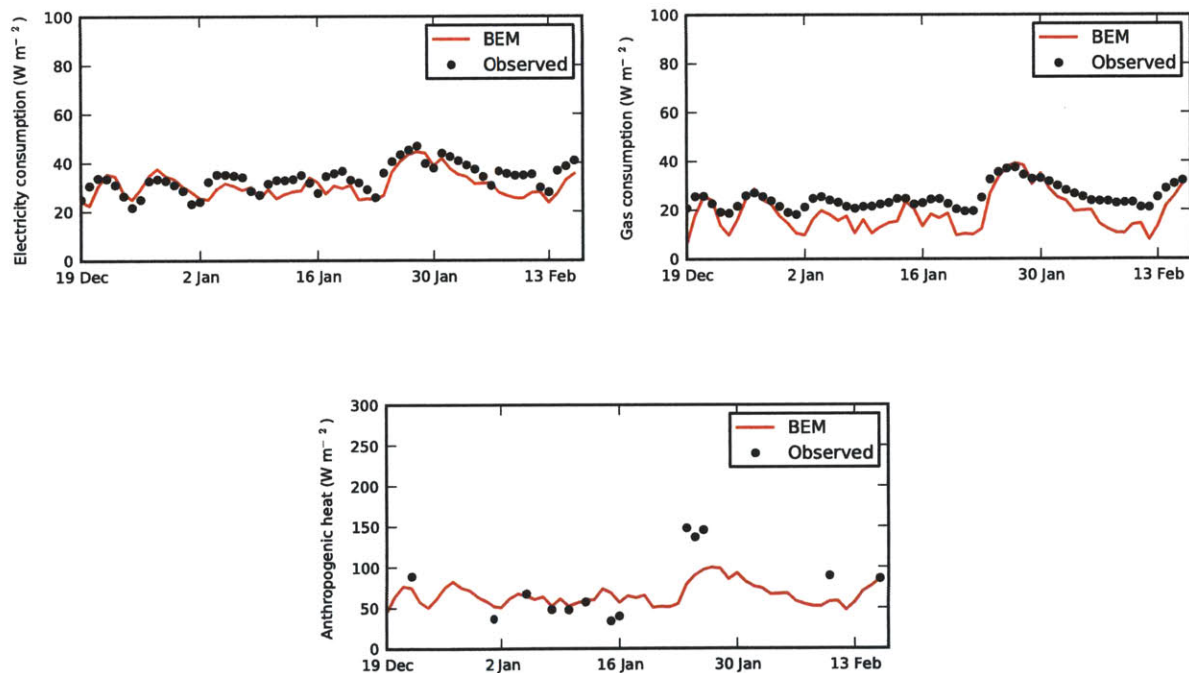 Electricity consumption (W m⁻²)
100
80
60
40
20
0
19 Dec 2 Jan 16 Jan 30 Jan 13 Feb
BEM
Observed
Gas consumption (W m⁻²)
100
80
60
40
20
0
19 Dec 2 Jan 16 Jan 30 Jan 13 Feb
BEM
Observed
Anthropogenic heat (W m⁻²)
300
250
200
150
100
50
0
19 Dec 2 Jan 16 Jan 30 Jan 13 Feb
BEM
Observed